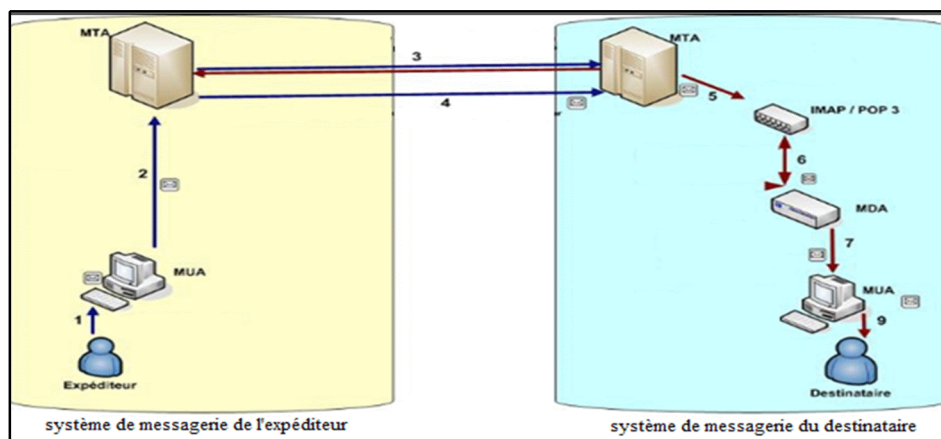 MTA
MTA
3
4
5
IMAP / POP 3
2
6
MDA
7
MUA
MUA
1
9
Expéditeur
Destinataire
système de messagerie de l'expéditeur
système de messagerie du destinataire